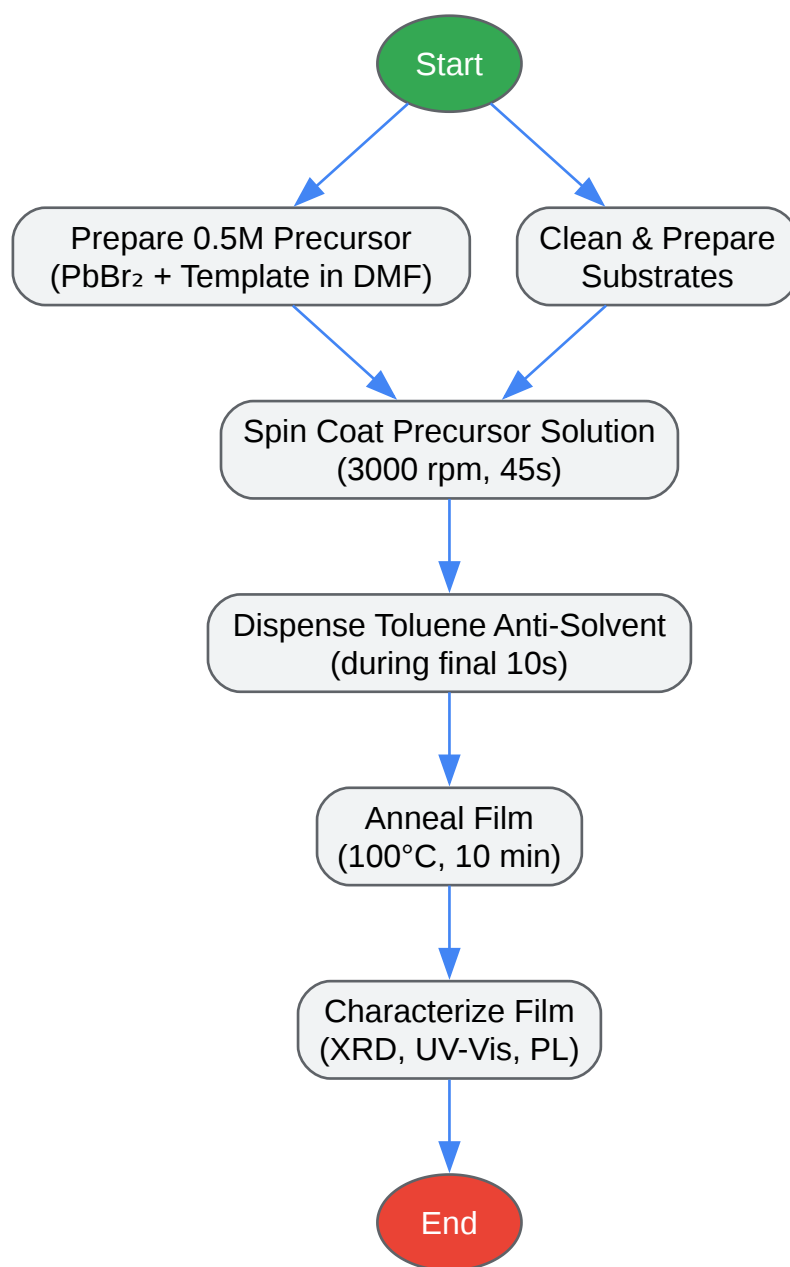 Start
Prepare 0.5M Precursor
(PbBr₂ + Template in DMF)
Clean & Prepare
Substrates
Spin Coat Precursor Solution
(3000 rpm, 45s)
Dispense Toluene Anti-Solvent
(during final 10s)
Anneal Film
(100°C, 10 min)
Characterize Film
(XRD, UV-Vis, PL)
End